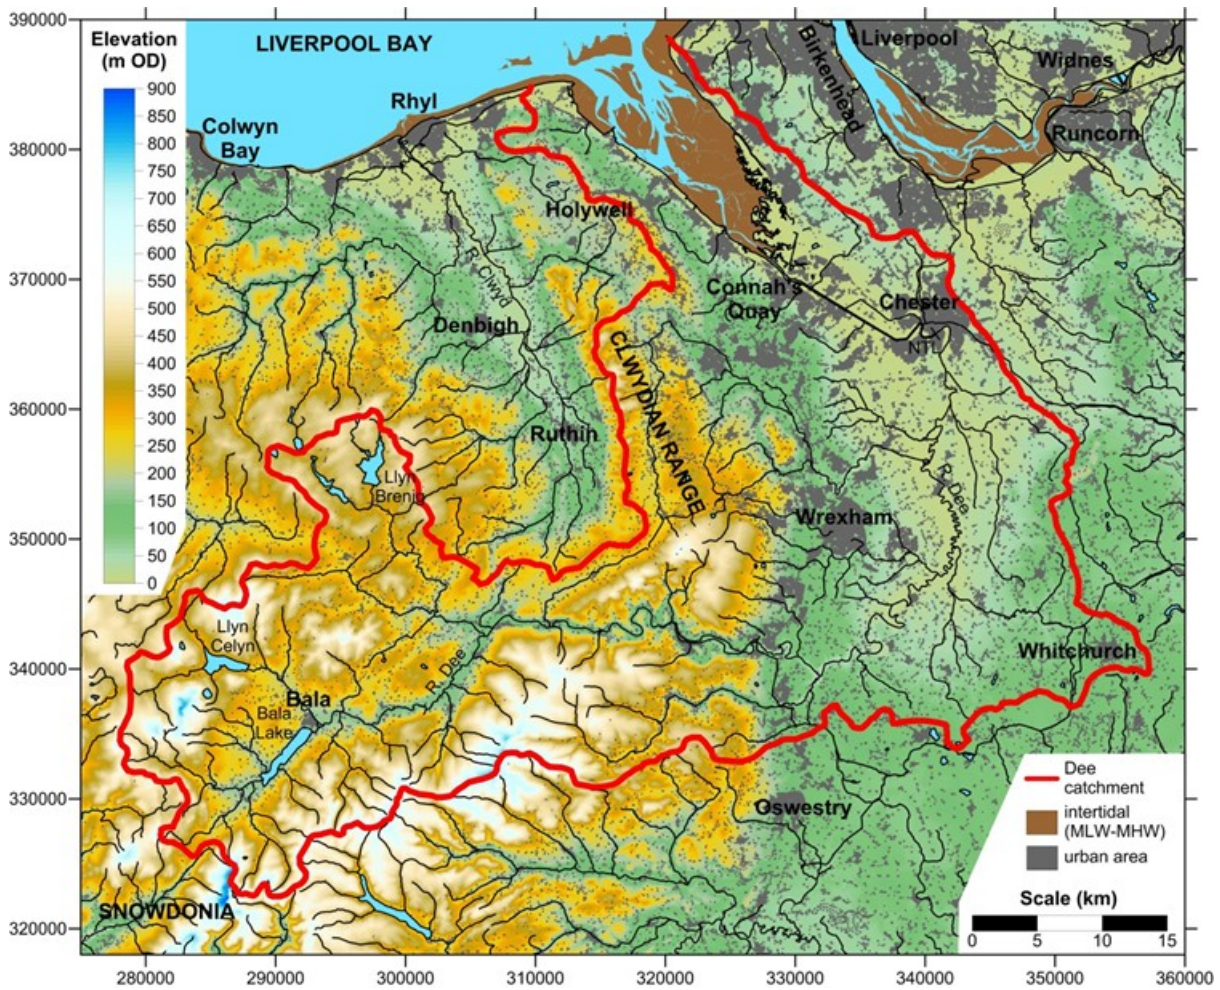 390000
380000
370000
360000
350000
340000
330000
320000
Elevation
(m OD)
900
850
800
750
700
650
600
550
500
450
400
350
300
250
200
150
100
50
0
LIVERPOOL BAY
Liverpool
Birkenhead
Widnes
Rhyl
Runcorn
Colwyn
Bay
Holywell
R Clwyd
Connah's
Quay
Chester
Denbigh
NTL
CLWYDIAN RANGE
Ruthin
Llyn
Brenig
R Dee
Wrexham
Llyn
Celyn
Whitchurch
R Dee
Bala
Bala
Lake
Oswestry
SNOWDONIA
Dee
catchment
intertidal
(MLW-MHW)
urban area
Scale (km)
0 5 10 15
280000 290000 300000 310000 320000 330000 340000 350000 360000